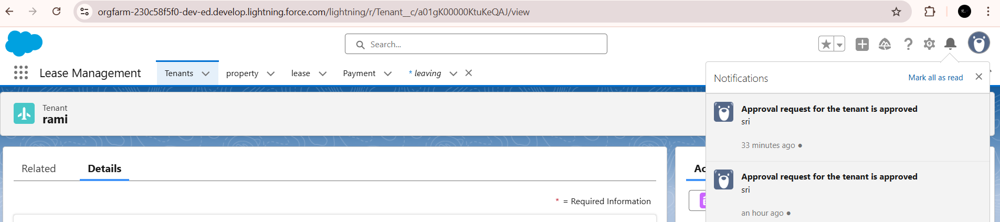 orgfarm-230c58f5f0-dev-ed.develop.lightning.force.com/lightning/r/Tenant__c/a01gK00000KtuKeQAJ/view
Search...
Lease Management
Tenants
property
lease
Payment
* leaving
Notifications
Mark all as read
Tenant
rami
Approval request for the tenant is approved
sri
33 minutes ago
Related
Details
Ac
Approval request for the tenant is approved
sri
* = Required Information
an hour ago